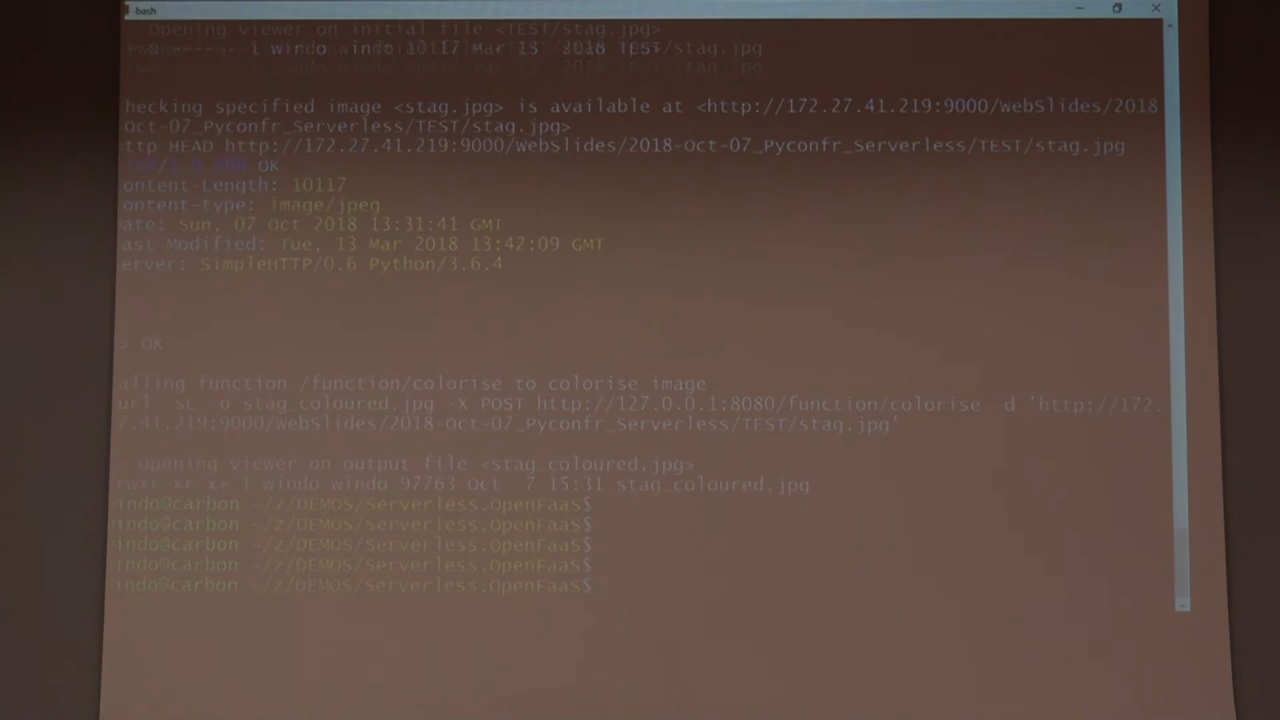 -bash
Opening viewer on initial file <TEST/stag.jpg>
1 windo windo 10117 Mar 13 2018 TEST/stag.jpg
hecking specified image <stag.jpg> is available at <http://172.27.41.219:9000/WebSlides/2018
Oct-07_Pyconfr_Serverless/TEST/stag.jpg>
ttp HEAD http://172.27.41.219:9000/WebSlides/2018-Oct-07_Pyconfr_Serverless/TEST/stag.jpg
OK
ontent-Length: 10117
ontent-type: image/jpeg
ate: Sun, 07 Oct 2018 13:31:41 GMT
ast-Modified: Tue, 13 Mar 2018 13:42:09 GMT
erver: SimpleHTTP/0.6 Python/3.6.4
> OK
alling function /function/colorise to colorise image
url -sL -o stag_coloured.jpg -X POST http://127.0.0.1:8080/function/colorise -d 'http://172.
7.41.219:9000/WebSlides/2018-Oct-07_Pyconfr_Serverless/TEST/stag.jpg'
Opening viewer on output file <stag_coloured.jpg>
rwxr-xr-x+ 1 windo windo 97763 Oct 7 15:31 stag_coloured.jpg
indo@carbon ~/z/DEMOS/Serverless.OpenFaaS$
indo@carbon ~/z/DEMOS/Serverless.OpenFaaS$
indo@carbon ~/z/DEMOS/Serverless.OpenFaaS$
indo@carbon ~/z/DEMOS/Serverless.OpenFaaS$
indo@carbon ~/z/DEMOS/Serverless.OpenFaaS$